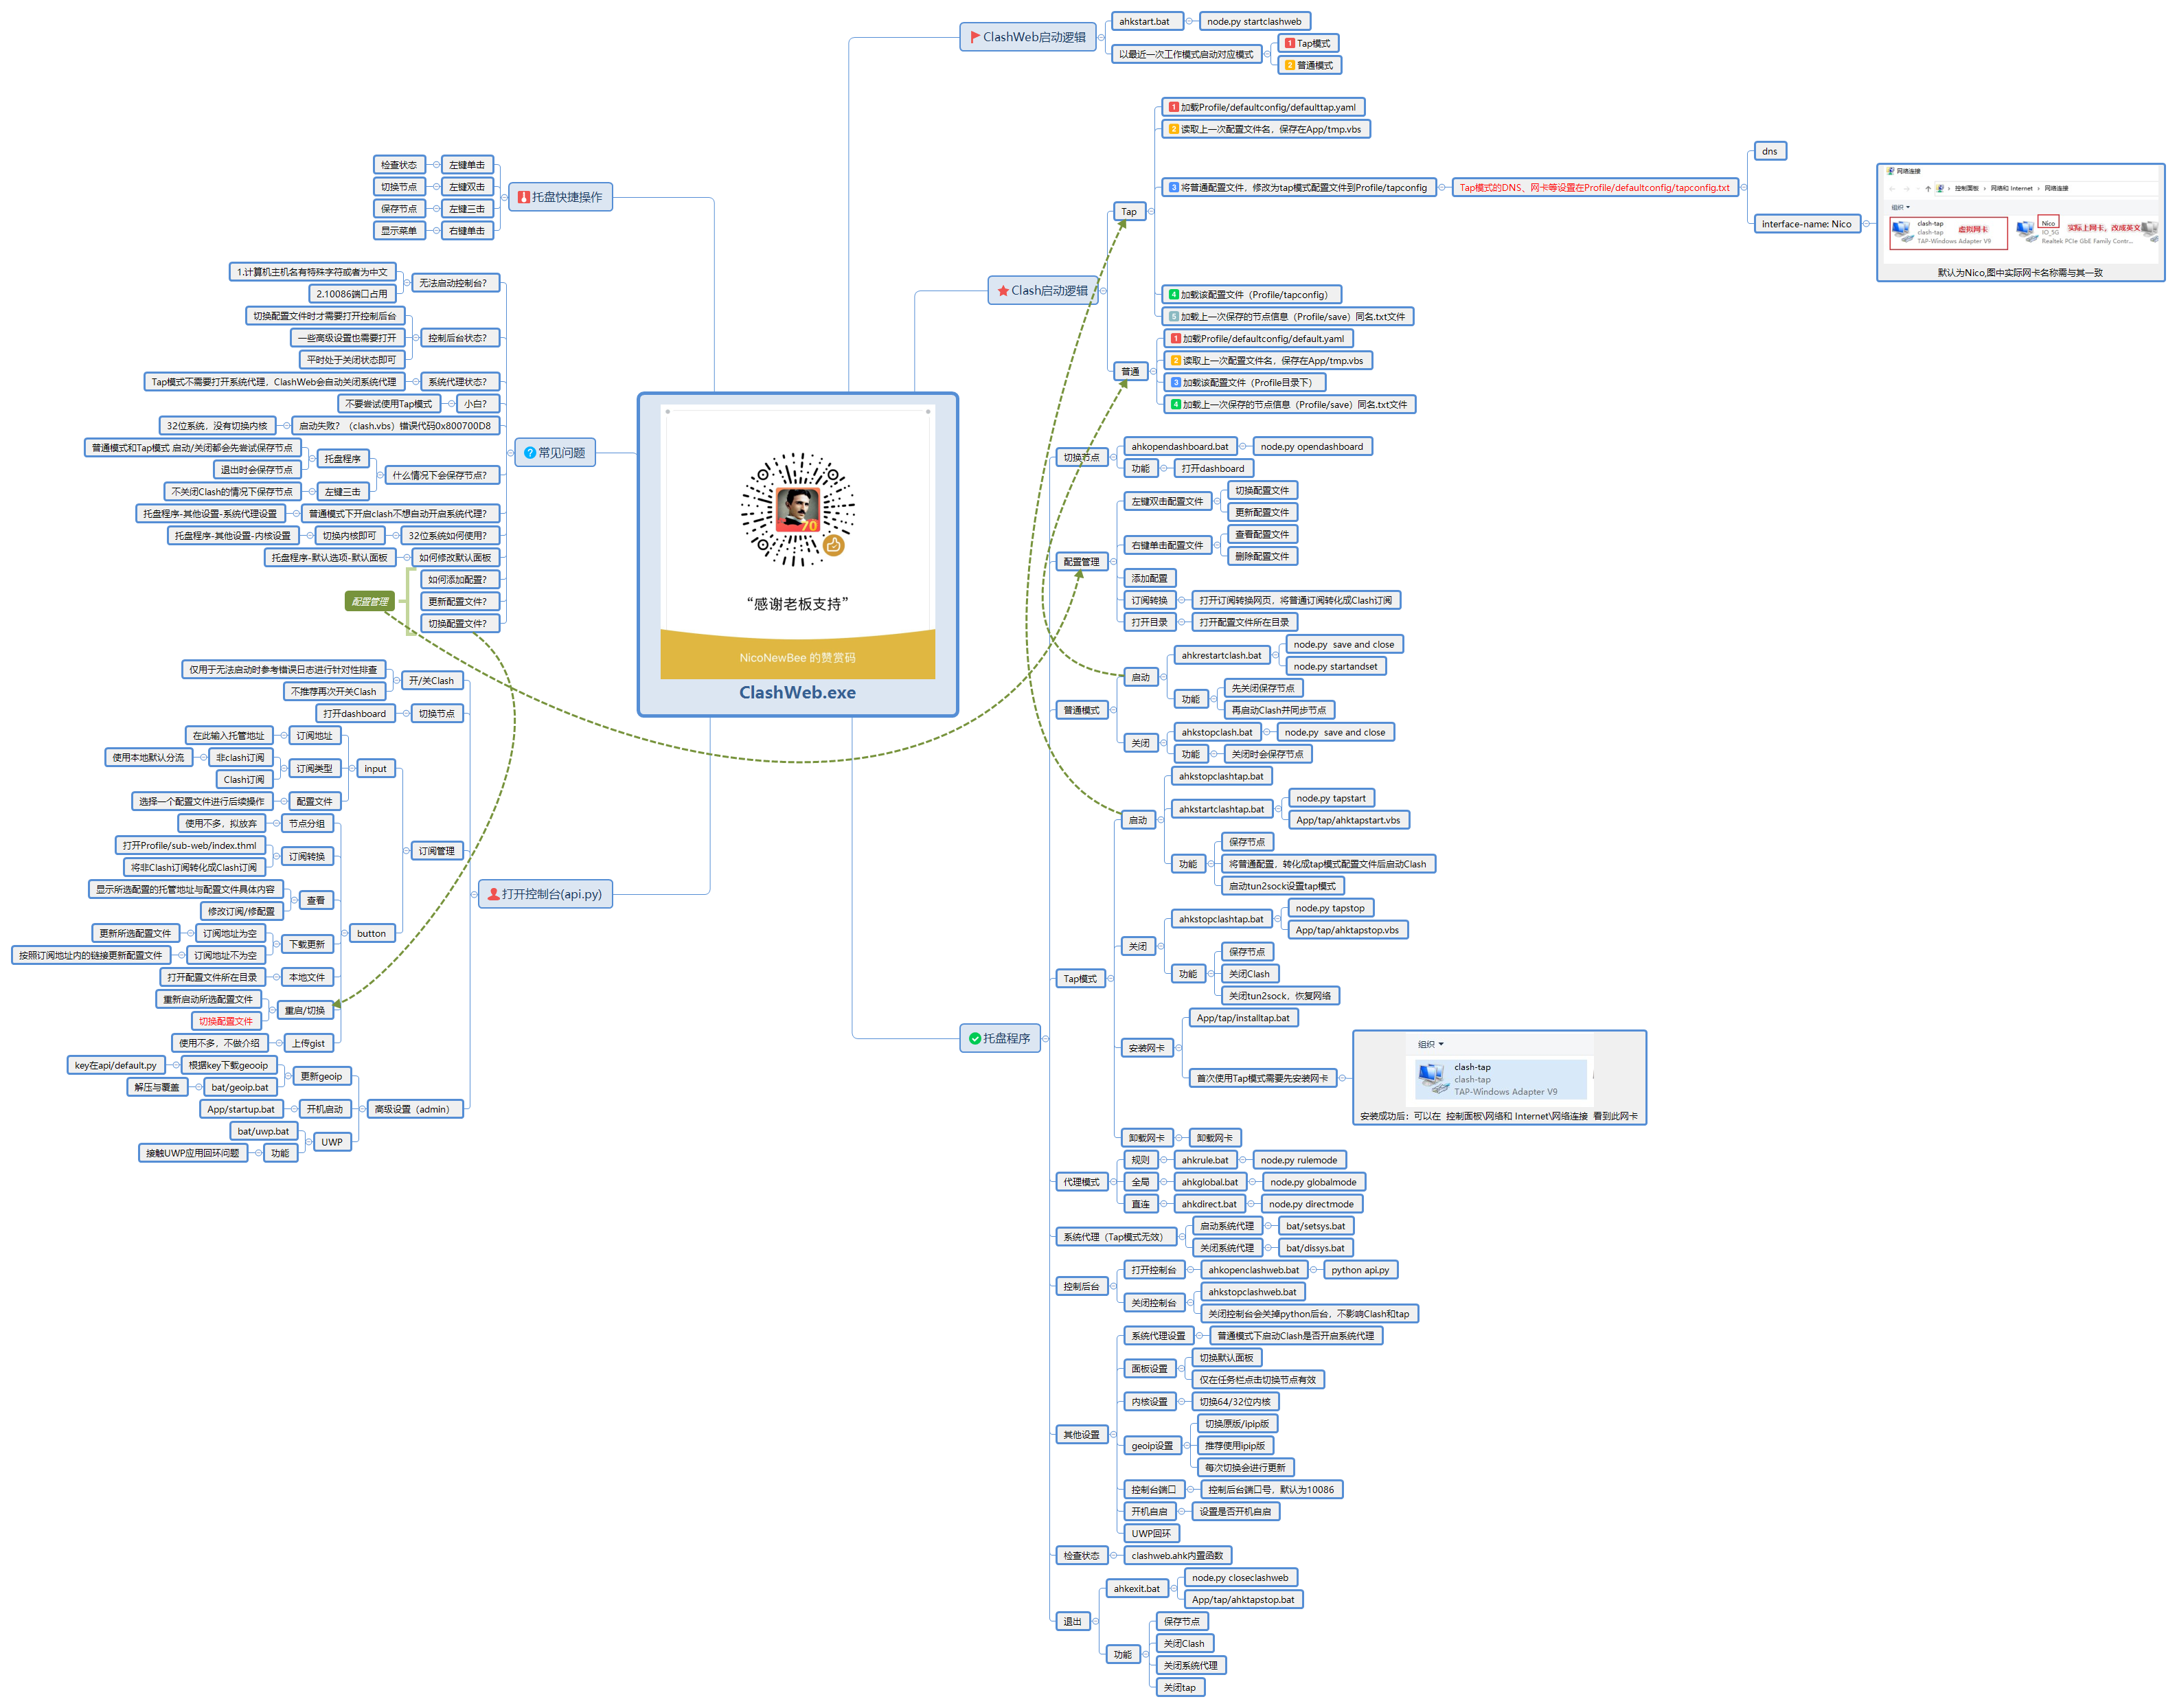 ClashWeb启动逻辑
ahkstart.bat
node.py startclashweb
以最近一次工作模式启动对应模式
1 Tap模式
2 普通模式
Clash启动逻辑
Tap
1 加载Profile/defaultconfig/defaulttap.yaml
2 读取上一次配置文件名，保存在App/tmp.vbs
3 将普通配置文件，修改为tap模式配置文件到Profile/tapconfig
Tap模式的DNS、网卡等设置在Profile/defaultconfig/tapconfig.txt
dns
interface-name: Nico
网络连接
控制面板 › 网络和 Internet › 网络连接
组织
clash-tap
clash-tap
TAP-Windows Adapter V9
虚拟网卡
Nico
IO_5G
Realtek PCIe GbE Family Contr...
实际上网卡，改成英文
默认为Nico,图中实际网卡名称需与其一致
4 加载该配置文件（Profile/tapconfig）
5 加载上一次保存的节点信息（Profile/save）同名.txt文件
普通
1 加载Profile/defaultconfig/default.yaml
2 读取上一次配置文件名，保存在App/tmp.vbs
3 加载该配置文件（Profile目录下）
4 加载上一次保存的节点信息（Profile/save）同名.txt文件
托盘快捷操作
左键单击
检查状态
左键双击
切换节点
左键三击
保存节点
右键单击
显示菜单
常见问题
无法启动控制台？
1.计算机主机名有特殊字符或者为中文
2.10086端口占用
控制后台状态？
切换配置文件时才需要打开控制后台
一些高级设置也需要打开
平时处于关闭状态即可
系统代理状态？
Tap模式不需要打开系统代理，ClashWeb会自动关闭系统代理
小白？
不要尝试使用Tap模式
启动失败？（clash.vbs）错误代码0x800700D8
32位系统，没有切换内核
什么情况下会保存节点？
托盘程序
普通模式和Tap模式 启动/关闭都会先尝试保存节点
退出时会保存节点
左键三击
不关闭Clash的情况下保存节点
普通模式下开启clash不想自动开启系统代理？
托盘程序-其他设置-系统代理设置
32位系统如何使用？
切换内核即可
托盘程序-其他设置-内核设置
如何修改默认面板
托盘程序-默认选项-默认面板
如何添加配置？
更新配置文件？
切换配置文件？
配置管理
70
“感谢老板支持”
NicoNewBee 的赞赏码
ClashWeb.exe
打开控制台(api.py)
开/关Clash
仅用于无法启动时参考错误日志进行针对性排查
不推荐再次开关Clash
切换节点
打开dashboard
订阅管理
input
订阅地址
在此输入托管地址
订阅类型
非clash订阅
使用本地默认分流
Clash订阅
配置文件
选择一个配置文件进行后续操作
button
节点分组
使用不多，拟放弃
订阅转换
打开Profile/sub-web/index.thml
将非Clash订阅转化成Clash订阅
查看
显示所选配置的托管地址与配置文件具体内容
修改订阅/修配置
下载更新
订阅地址为空
更新所选配置文件
订阅地址不为空
按照订阅地址内的链接更新配置文件
本地文件
打开配置文件所在目录
重启/切换
重新启动所选配置文件
切换配置文件
上传gist
使用不多，不做介绍
高级设置（admin）
更新geoip
根据key下载geooip
key在api/default.py
bat/geoip.bat
解压与覆盖
开机启动
App/startup.bat
UWP
bat/uwp.bat
功能
接触UWP应用回环问题
托盘程序
切换节点
ahkopendashboard.bat
node.py opendashboard
功能
打开dashboard
配置管理
左键双击配置文件
切换配置文件
更新配置文件
右键单击配置文件
查看配置文件
删除配置文件
添加配置
订阅转换
打开订阅转换网页，将普通订阅转化成Clash订阅
打开目录
打开配置文件所在目录
普通模式
启动
ahkrestartclash.bat
node.py save and close
node.py startandset
功能
先关闭保存节点
再启动Clash并同步节点
关闭
ahkstopclash.bat
node.py save and close
功能
关闭时会保存节点
Tap模式
启动
ahkstopclashtap.bat
ahkstartclashtap.bat
node.py tapstart
App/tap/ahktapstart.vbs
功能
保存节点
将普通配置，转化成tap模式配置文件后启动Clash
启动tun2sock设置tap模式
关闭
ahkstopclashtap.bat
node.py tapstop
App/tap/ahktapstop.vbs
功能
保存节点
关闭Clash
关闭tun2sock，恢复网络
安装网卡
App/tap/installtap.bat
首次使用Tap模式需要先安装网卡
组织
clash-tap
clash-tap
TAP-Windows Adapter V9
安装成功后：可以在 控制面板\网络和 Internet\网络连接 看到此网卡
卸载网卡
卸载网卡
代理模式
规则
ahkrule.bat
node.py rulemode
全局
ahkglobal.bat
node.py globalmode
直连
ahkdirect.bat
node.py directmode
系统代理（Tap模式无效）
启动系统代理
bat/setsys.bat
关闭系统代理
bat/dissys.bat
控制后台
打开控制台
ahkopenclashweb.bat
python api.py
关闭控制台
ahkstopclashweb.bat
关闭控制台会关掉python后台，不影响Clash和tap
其他设置
系统代理设置
普通模式下启动Clash是否开启系统代理
面板设置
切换默认面板
仅在任务栏点击切换节点有效
内核设置
切换64/32位内核
geoip设置
切换原版/ipip版
推荐使用ipip版
每次切换会进行更新
控制台端口
控制后台端口号，默认为10086
开机自启
设置是否开机自启
UWP回环
检查状态
clashweb.ahk内置函数
退出
ahkexit.bat
node.py closeclashweb
App/tap/ahktapstop.bat
功能
保存节点
关闭Clash
关闭系统代理
关闭tap